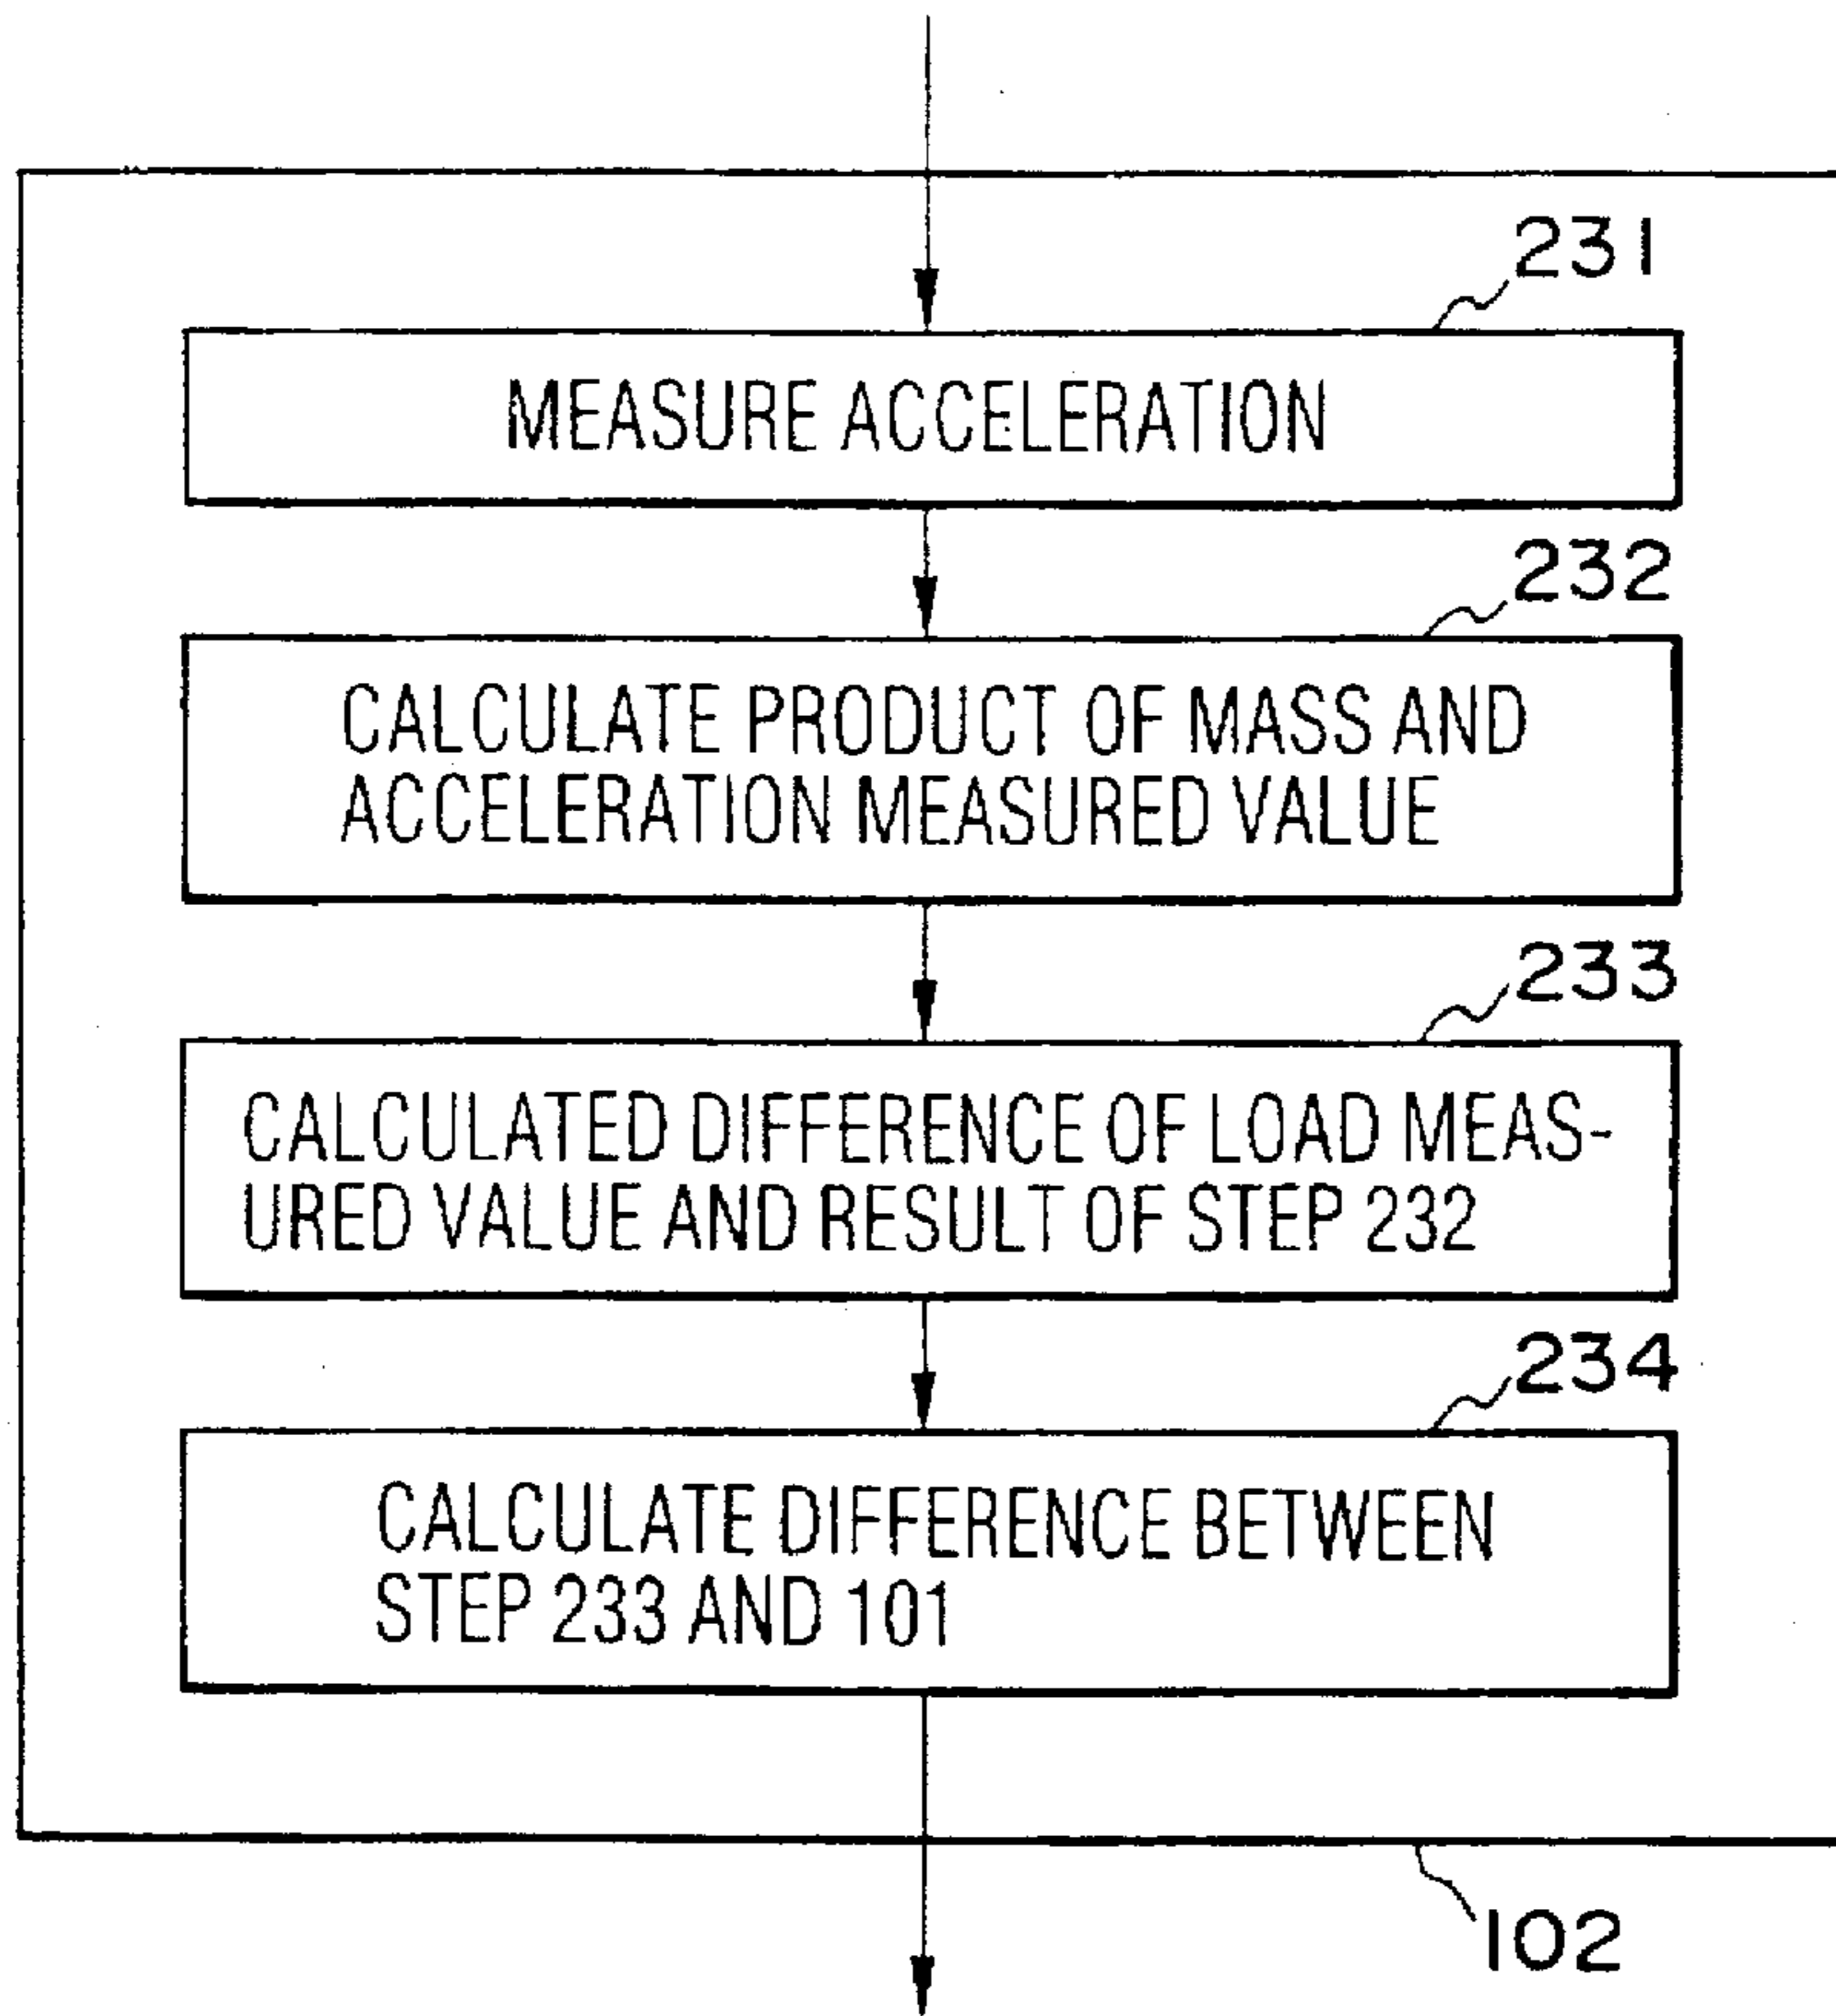 231
MEASURE ACCELERATION
232
CALCULATE PRODUCT OF MASS AND
ACCELERATION MEASURED VALUE
233
CALCULATED DIFFERENCE OF LOAD MEAS-
URED VALUE AND RESULT OF STEP 232
234
CALCULATE DIFFERENCE BETWEEN
STEP 233 AND 101
102